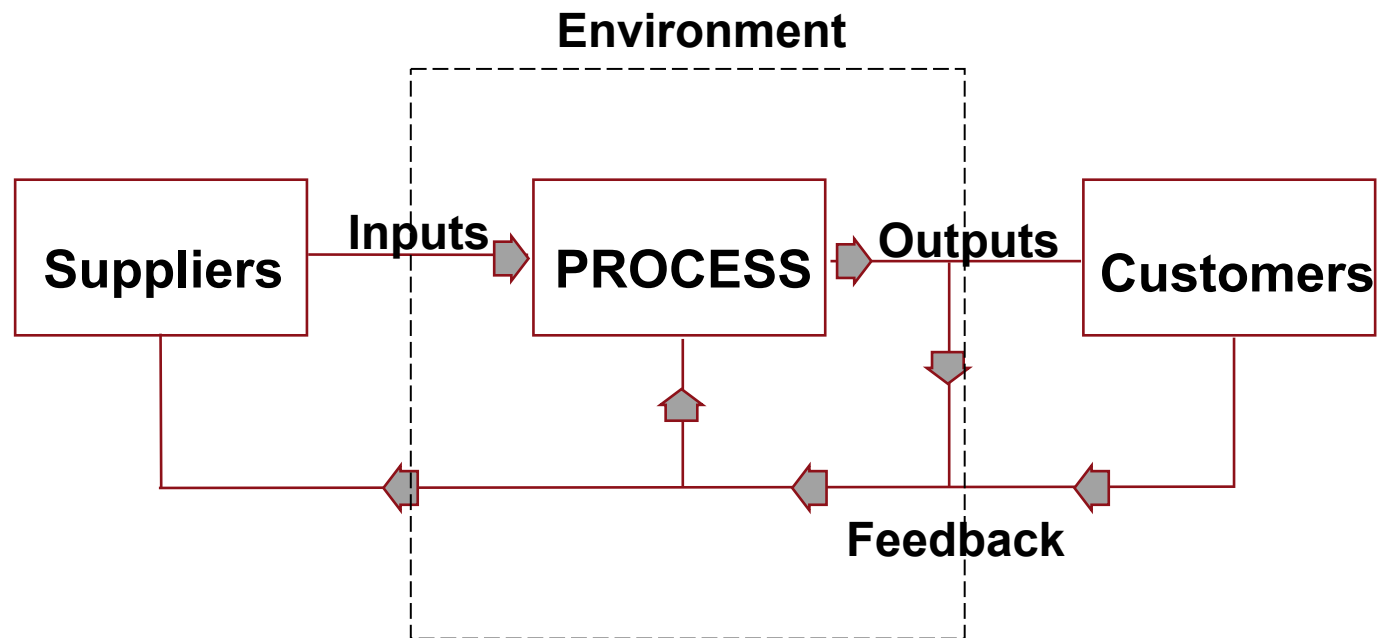 Environment
Suppliers
Inputs
PROCESS
Outputs
Customers
Feedback